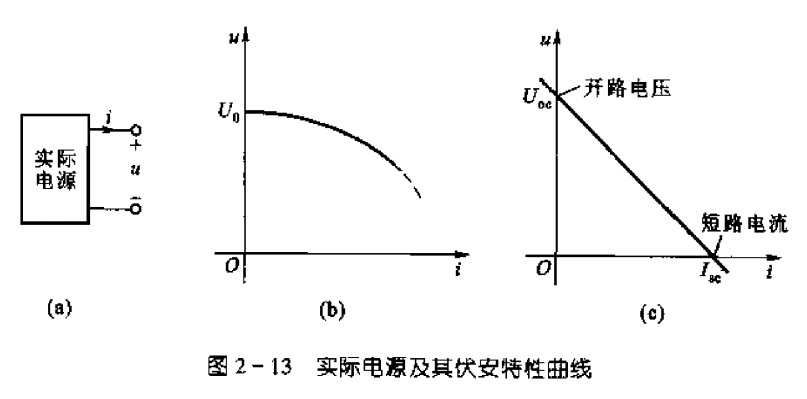 实际
电源
i
+
u
−
(a)
u
U₀
O
i
(b)
u
Uoc
开路电压
短路电流
O
Isc
i
(c)
图 2-13 实际电源及其伏安特性曲线